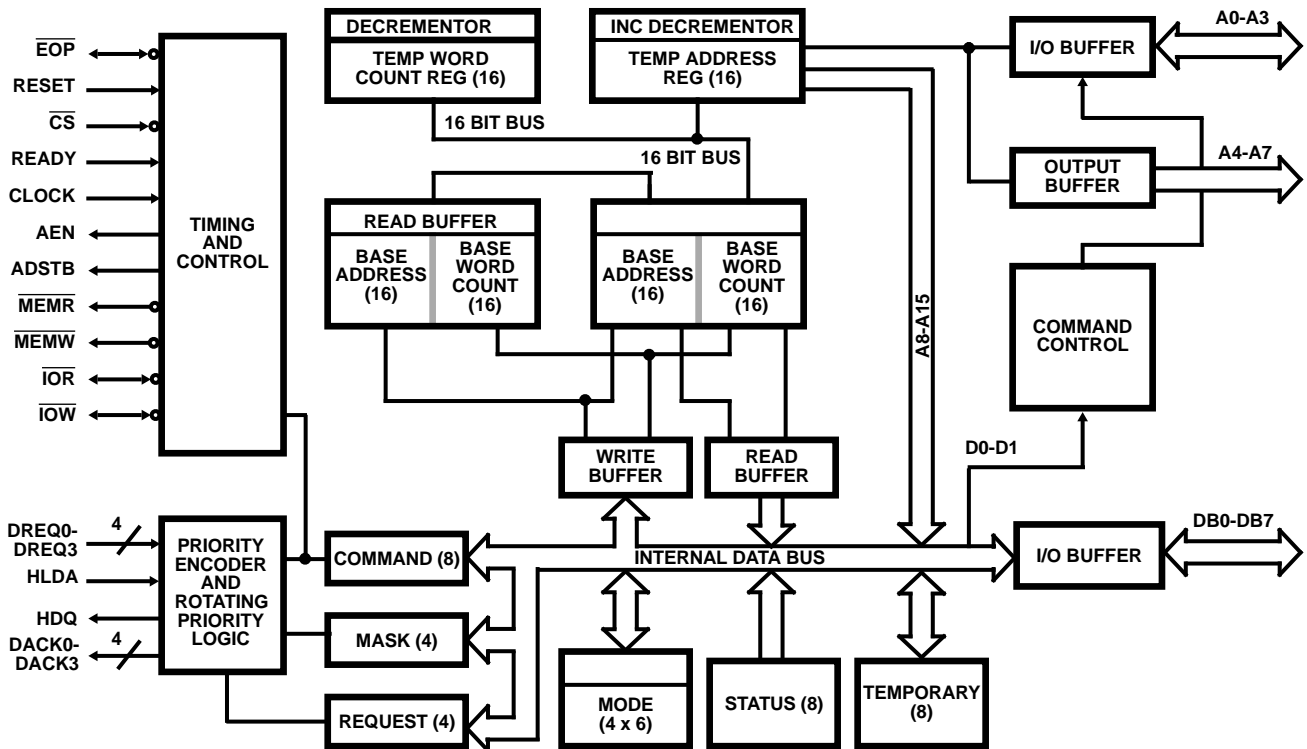 EOP
RESET
CS
READY
CLOCK
AEN
ADSTB
MEMR
MEMW
IOR
IOW
TIMING
AND
CONTROL
DECREMENTOR
TEMP WORD
COUNT REG (16)
INC DECREMENTOR
TEMP ADDRESS
REG (16)
16 BIT BUS
16 BIT BUS
READ BUFFER
BASE
ADDRESS
(16)
BASE
WORD
COUNT
(16)
BASE
ADDRESS
(16)
BASE
WORD
COUNT
(16)
WRITE
BUFFER
READ
BUFFER
A8-A15
I/O BUFFER
A0-A3
OUTPUT
BUFFER
A4-A7
COMMAND
CONTROL
D0-D1
DREQ0-
DREQ3
4
HLDA
HDQ
DACK0-
DACK3
4
PRIORITY
ENCODER
AND
ROTATING
PRIORITY
LOGIC
COMMAND (8)
MASK (4)
REQUEST (4)
INTERNAL DATA BUS
I/O BUFFER
DB0-DB7
MODE
(4 x 6)
STATUS (8)
TEMPORARY
(8)